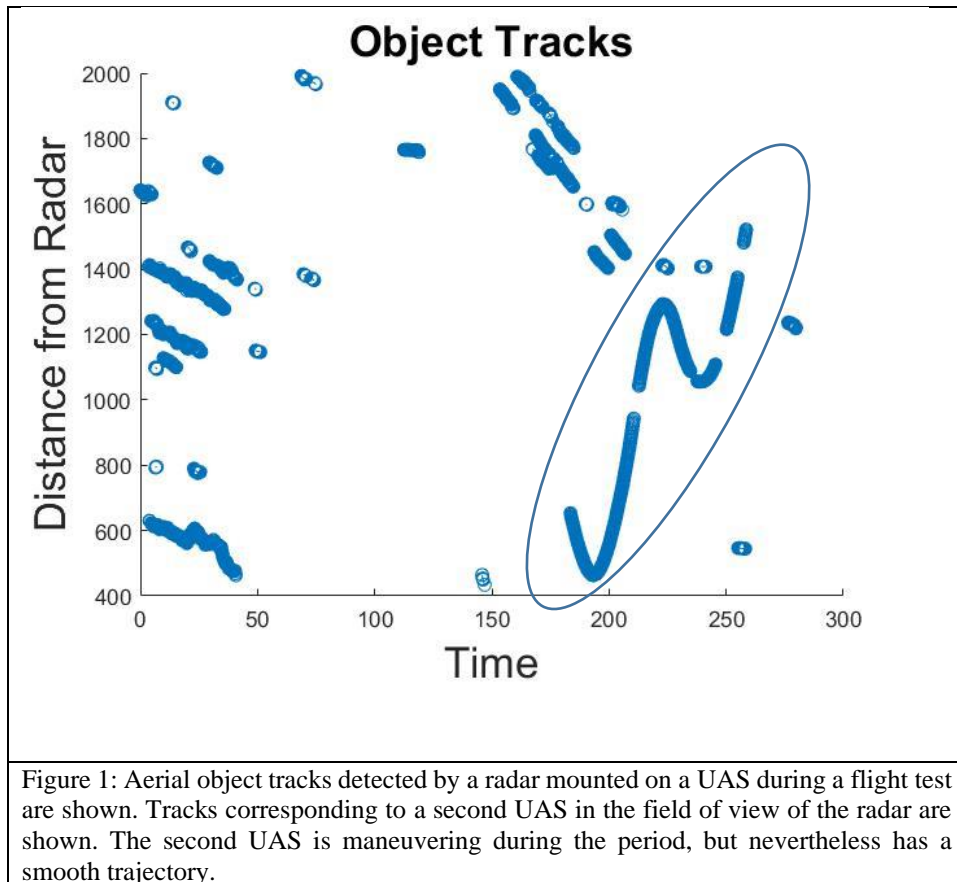 Object Tracks
2000
1800
1600
1400
1200
1000
800
600
400
Distance from Radar
0 50 100 150 200 250 300
Time
Figure 1: Aerial object tracks detected by a radar mounted on a UAS during a flight test
are shown. Tracks corresponding to a second UAS in the field of view of the radar are
shown. The second UAS is maneuvering during the period, but nevertheless has a
smooth trajectory.